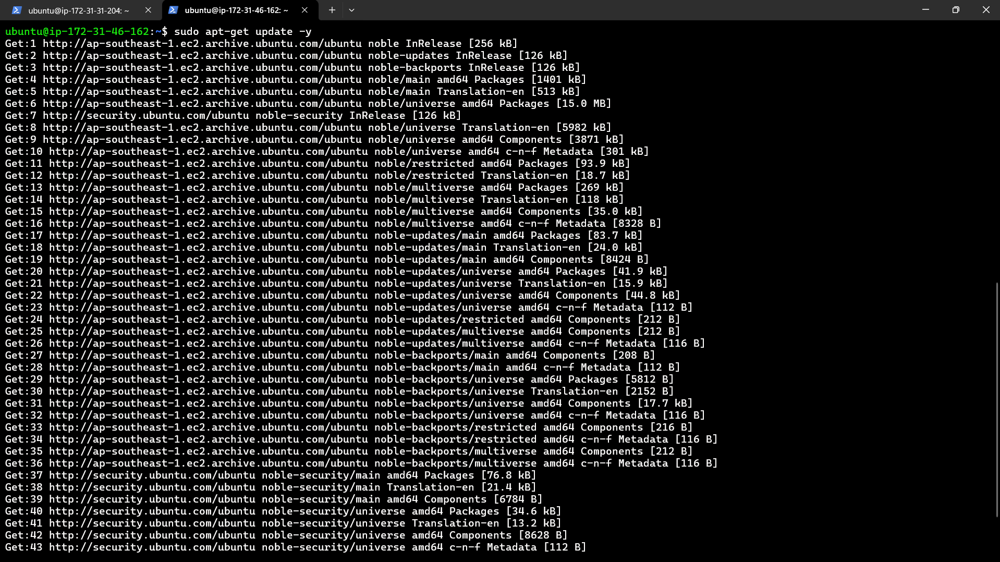 ubuntu@ip-172-31-31-204: ~
ubuntu@ip-172-31-46-162: ~
ubuntu@ip-172-31-46-162:~$ sudo apt-get update -y
Get:1 http://ap-southeast-1.ec2.archive.ubuntu.com/ubuntu noble InRelease [256 kB]
Get:2 http://ap-southeast-1.ec2.archive.ubuntu.com/ubuntu noble-updates InRelease [126 kB]
Get:3 http://ap-southeast-1.ec2.archive.ubuntu.com/ubuntu noble-backports InRelease [126 kB]
Get:4 http://ap-southeast-1.ec2.archive.ubuntu.com/ubuntu noble/main amd64 Packages [1401 kB]
Get:5 http://ap-southeast-1.ec2.archive.ubuntu.com/ubuntu noble/main Translation-en [513 kB]
Get:6 http://ap-southeast-1.ec2.archive.ubuntu.com/ubuntu noble/universe amd64 Packages [15.0 MB]
Get:7 http://security.ubuntu.com/ubuntu noble-security InRelease [126 kB]
Get:8 http://ap-southeast-1.ec2.archive.ubuntu.com/ubuntu noble/universe Translation-en [5982 kB]
Get:9 http://ap-southeast-1.ec2.archive.ubuntu.com/ubuntu noble/universe amd64 Components [3871 kB]
Get:10 http://ap-southeast-1.ec2.archive.ubuntu.com/ubuntu noble/universe amd64 c-n-f Metadata [301 kB]
Get:11 http://ap-southeast-1.ec2.archive.ubuntu.com/ubuntu noble/restricted amd64 Packages [93.9 kB]
Get:12 http://ap-southeast-1.ec2.archive.ubuntu.com/ubuntu noble/restricted Translation-en [18.7 kB]
Get:13 http://ap-southeast-1.ec2.archive.ubuntu.com/ubuntu noble/multiverse amd64 Packages [269 kB]
Get:14 http://ap-southeast-1.ec2.archive.ubuntu.com/ubuntu noble/multiverse Translation-en [118 kB]
Get:15 http://ap-southeast-1.ec2.archive.ubuntu.com/ubuntu noble/multiverse amd64 Components [35.0 kB]
Get:16 http://ap-southeast-1.ec2.archive.ubuntu.com/ubuntu noble/multiverse amd64 c-n-f Metadata [8328 B]
Get:17 http://ap-southeast-1.ec2.archive.ubuntu.com/ubuntu noble-updates/main amd64 Packages [83.7 kB]
Get:18 http://ap-southeast-1.ec2.archive.ubuntu.com/ubuntu noble-updates/main Translation-en [24.0 kB]
Get:19 http://ap-southeast-1.ec2.archive.ubuntu.com/ubuntu noble-updates/main amd64 Components [8424 B]
Get:20 http://ap-southeast-1.ec2.archive.ubuntu.com/ubuntu noble-updates/universe amd64 Packages [41.9 kB]
Get:21 http://ap-southeast-1.ec2.archive.ubuntu.com/ubuntu noble-updates/universe Translation-en [15.9 kB]
Get:22 http://ap-southeast-1.ec2.archive.ubuntu.com/ubuntu noble-updates/universe amd64 Components [44.8 kB]
Get:23 http://ap-southeast-1.ec2.archive.ubuntu.com/ubuntu noble-updates/universe amd64 c-n-f Metadata [112 B]
Get:24 http://ap-southeast-1.ec2.archive.ubuntu.com/ubuntu noble-updates/restricted amd64 Components [212 B]
Get:25 http://ap-southeast-1.ec2.archive.ubuntu.com/ubuntu noble-updates/multiverse amd64 Components [212 B]
Get:26 http://ap-southeast-1.ec2.archive.ubuntu.com/ubuntu noble-updates/multiverse amd64 c-n-f Metadata [116 B]
Get:27 http://ap-southeast-1.ec2.archive.ubuntu.com/ubuntu noble-backports/main amd64 Components [208 B]
Get:28 http://ap-southeast-1.ec2.archive.ubuntu.com/ubuntu noble-backports/main amd64 c-n-f Metadata [112 B]
Get:29 http://ap-southeast-1.ec2.archive.ubuntu.com/ubuntu noble-backports/universe amd64 Packages [5812 B]
Get:30 http://ap-southeast-1.ec2.archive.ubuntu.com/ubuntu noble-backports/universe Translation-en [2152 B]
Get:31 http://ap-southeast-1.ec2.archive.ubuntu.com/ubuntu noble-backports/universe amd64 Components [17.7 kB]
Get:32 http://ap-southeast-1.ec2.archive.ubuntu.com/ubuntu noble-backports/universe amd64 c-n-f Metadata [116 B]
Get:33 http://ap-southeast-1.ec2.archive.ubuntu.com/ubuntu noble-backports/restricted amd64 Components [216 B]
Get:34 http://ap-southeast-1.ec2.archive.ubuntu.com/ubuntu noble-backports/restricted amd64 c-n-f Metadata [116 B]
Get:35 http://ap-southeast-1.ec2.archive.ubuntu.com/ubuntu noble-backports/multiverse amd64 Components [212 B]
Get:36 http://ap-southeast-1.ec2.archive.ubuntu.com/ubuntu noble-backports/multiverse amd64 c-n-f Metadata [116 B]
Get:37 http://security.ubuntu.com/ubuntu noble-security/main amd64 Packages [76.8 kB]
Get:38 http://security.ubuntu.com/ubuntu noble-security/main Translation-en [21.4 kB]
Get:39 http://security.ubuntu.com/ubuntu noble-security/main amd64 Components [6784 B]
Get:40 http://security.ubuntu.com/ubuntu noble-security/universe amd64 Packages [34.6 kB]
Get:41 http://security.ubuntu.com/ubuntu noble-security/universe Translation-en [13.2 kB]
Get:42 http://security.ubuntu.com/ubuntu noble-security/universe amd64 Components [8628 B]
Get:43 http://security.ubuntu.com/ubuntu noble-security/universe amd64 c-n-f Metadata [112 B]